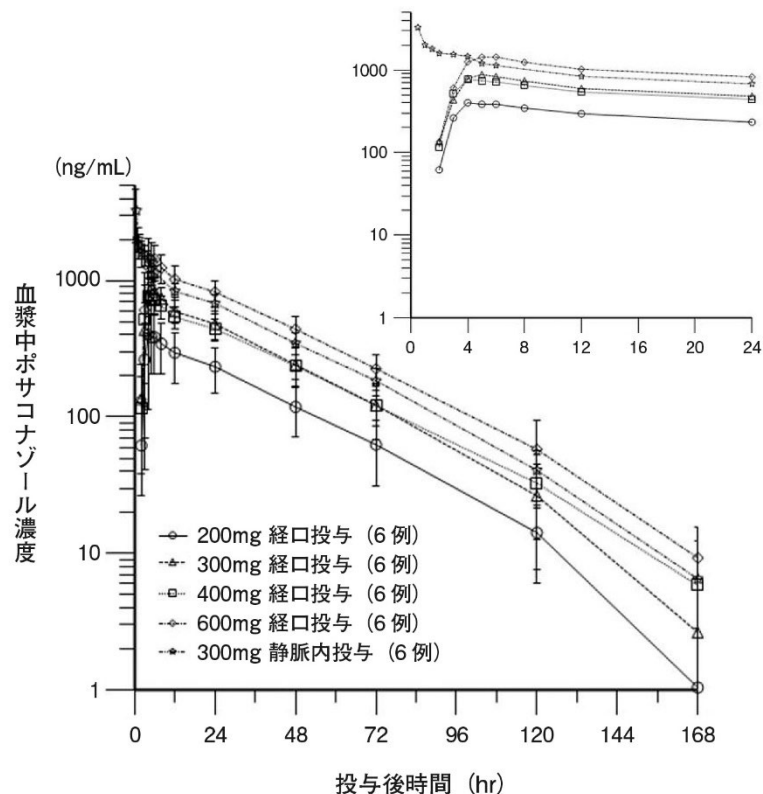 1000
100
10
1
0
4
8
12
16
20
24
(ng/mL)
1000
100
10
1
血漿中ポサコナゾール濃度
200mg 経口投与（6 例）
300mg 経口投与（6 例）
400mg 経口投与（6 例）
600mg 経口投与（6 例）
300mg 静脈内投与（6 例）
0
24
48
72
96
120
144
168
投与後時間（hr）